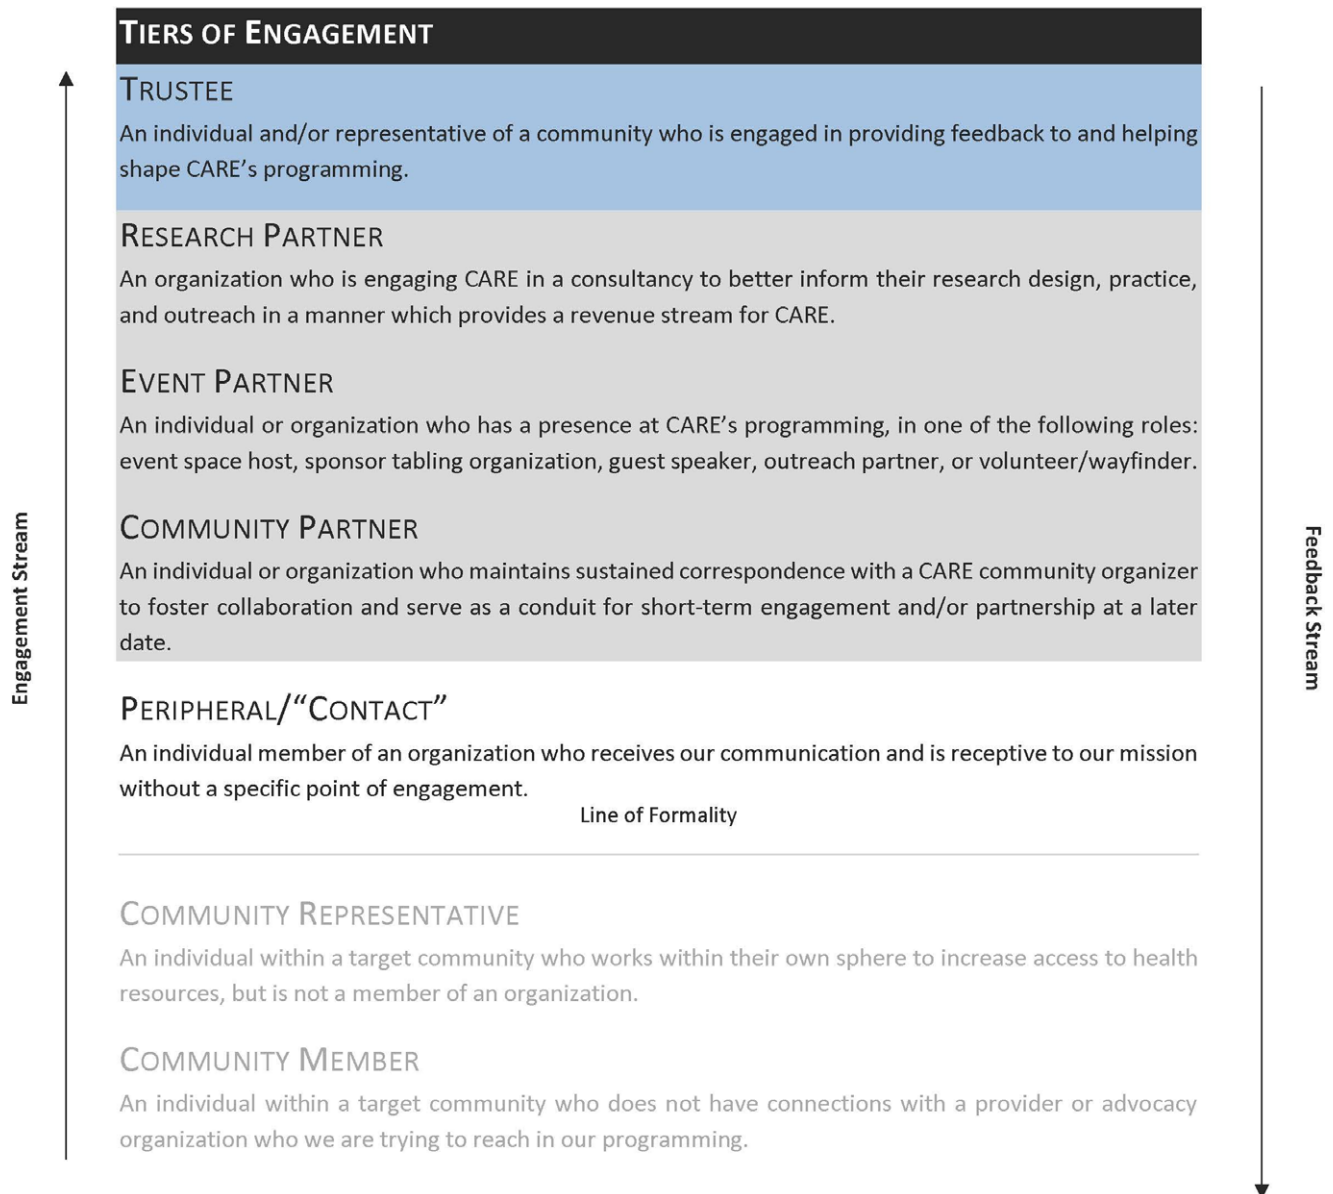 TIERS OF ENGAGEMENT
TRUSTEE
An individual and/or representative of a community who is engaged in providing feedback to and helping
shape CARE’s programming.
RESEARCH PARTNER
An organization who is engaging CARE in a consultancy to better inform their research design, practice,
and outreach in a manner which provides a revenue stream for CARE.
EVENT PARTNER
An individual or organization who has a presence at CARE’s programming, in one of the following roles:
event space host, sponsor tabling organization, guest speaker, outreach partner, or volunteer/wayfinder.
COMMUNITY PARTNER
An individual or organization who maintains sustained correspondence with a CARE community organizer
to foster collaboration and serve as a conduit for short-term engagement and/or partnership at a later
date.
PERIPHERAL/“CONTACT”
An individual member of an organization who receives our communication and is receptive to our mission
without a specific point of engagement.
Line of Formality
COMMUNITY REPRESENTATIVE
An individual within a target community who works within their own sphere to increase access to health
resources, but is not a member of an organization.
COMMUNITY MEMBER
An individual within a target community who does not have connections with a provider or advocacy
organization who we are trying to reach in our programming.
Engagement Stream
Feedback Stream